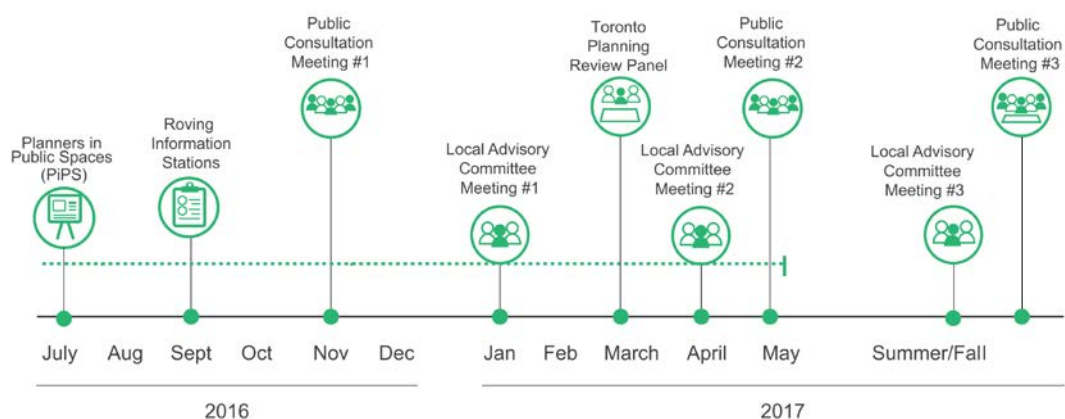 Planners in
Public Spaces
(PiPS)
Roving
Information
Stations
Public
Consultation
Meeting #1
Local Advisory
Committee
Meeting #1
Toronto
Planning
Review Panel
Local Advisory
Committee
Meeting #2
Public
Consultation
Meeting #2
Local Advisory
Committee
Meeting #3
Public
Consultation
Meeting #3
July Aug Sept Oct Nov Dec Jan Feb March April May Summer/Fall
2016 2017